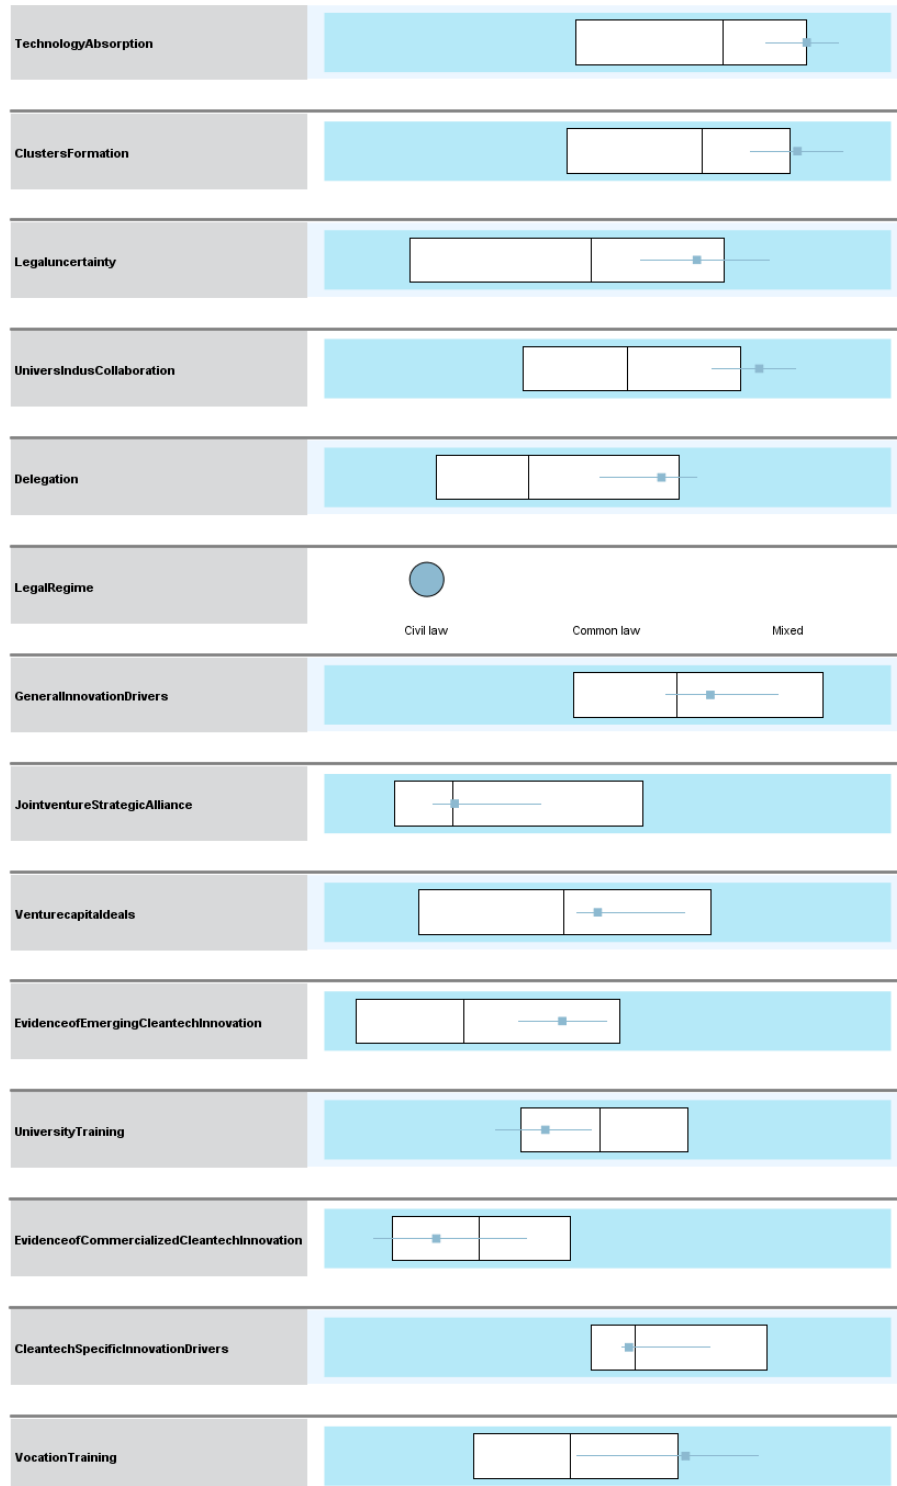 TechnologyAbsorption
ClustersFormation
Legaluncertainty
UniversIndusCollaboration
Delegation
LegalRegime
Civil law Common law Mixed
GeneralInnovationDrivers
JointventureStrategicAlliance
Venturecapitaldeals
EvidenceofEmergingCleantechInnovation
UniversityTraining
EvidenceofCommercializedCleantechInnovation
CleantechSpecificInnovationDrivers
VocationTraining